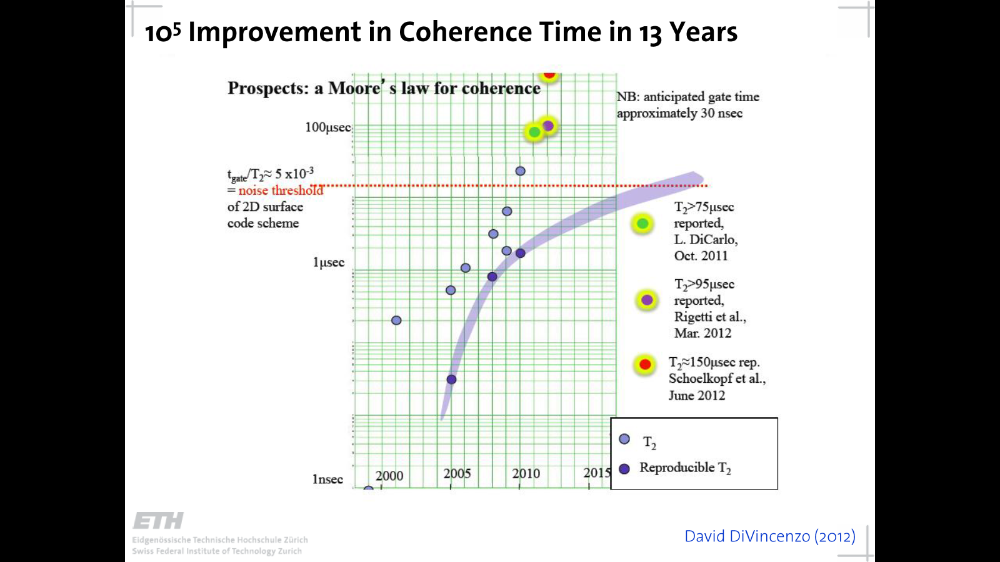 10⁵ Improvement in Coherence Time in 13 Years
Prospects: a Moore's law for coherence
NB: anticipated gate time
approximately 30 nsec
100μsec
t_gate/T₂≈ 5 x10⁻³
= noise threshold
of 2D surface
code scheme
T₂>75μsec
reported,
L. DiCarlo,
Oct. 2011
1μsec
T₂>95μsec
reported,
Rigetti et al.,
Mar. 2012
T₂≈150μsec rep.
Schoelkopf et al.,
June 2012
T₂
Reproducible T₂
1nsec
2000 2005 2010 2015
ETH
Eidgenössische Technische Hochschule Zürich
Swiss Federal Institute of Technology Zurich
David DiVincenzo (2012)